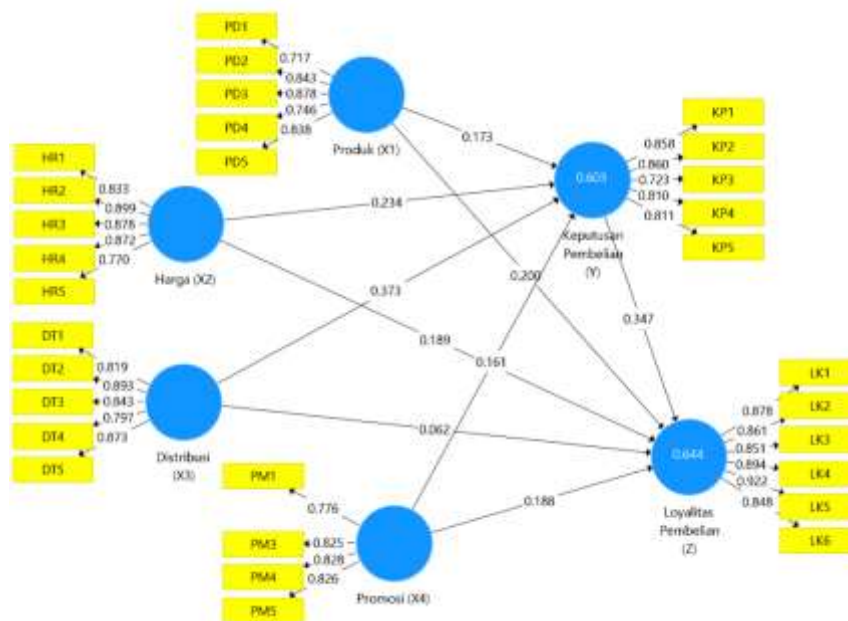 PD1
PD2
PD3
PD4
PD5
0.717
0.843
0.878
0.746
0.838
Produk (X1)
HR1
HR2
HR3
HR4
HR5
0.833
0.899
0.878
0.872
0.770
Harga (X2)
DT1
DT2
DT3
DT4
DT5
0.819
0.893
0.843
0.797
0.873
Distribusi
(X3)
PM1
PM3
PM4
PM5
0.776
0.825
0.828
0.826
Promosi (X4)
0.173
0.234
0.373
0.200
0.189
0.161
0.062
0.188
0.347
0.603
Keputusan
Pembelian
(Y)
0.858
0.860
0.723
0.810
0.811
KP1
KP2
KP3
KP4
KP5
0.644
Loyalitas
Pembelian
(Z)
0.878
0.861
0.851
0.894
0.922
0.848
LK1
LK2
LK3
LK4
LK5
LK6